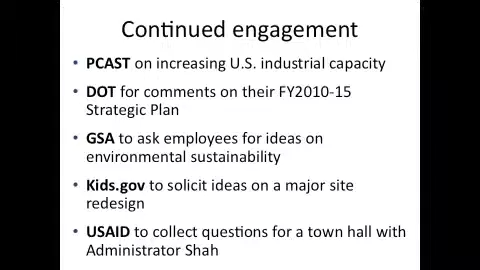 Continued engagement
• PCAST on increasing U.S. industrial capacity
• DOT for comments on their FY2010-15
Strategic Plan
• GSA to ask employees for ideas on
environmental sustainability
• Kids.gov to solicit ideas on a major site
redesign
• USAID to collect questions for a town hall with
Administrator Shah